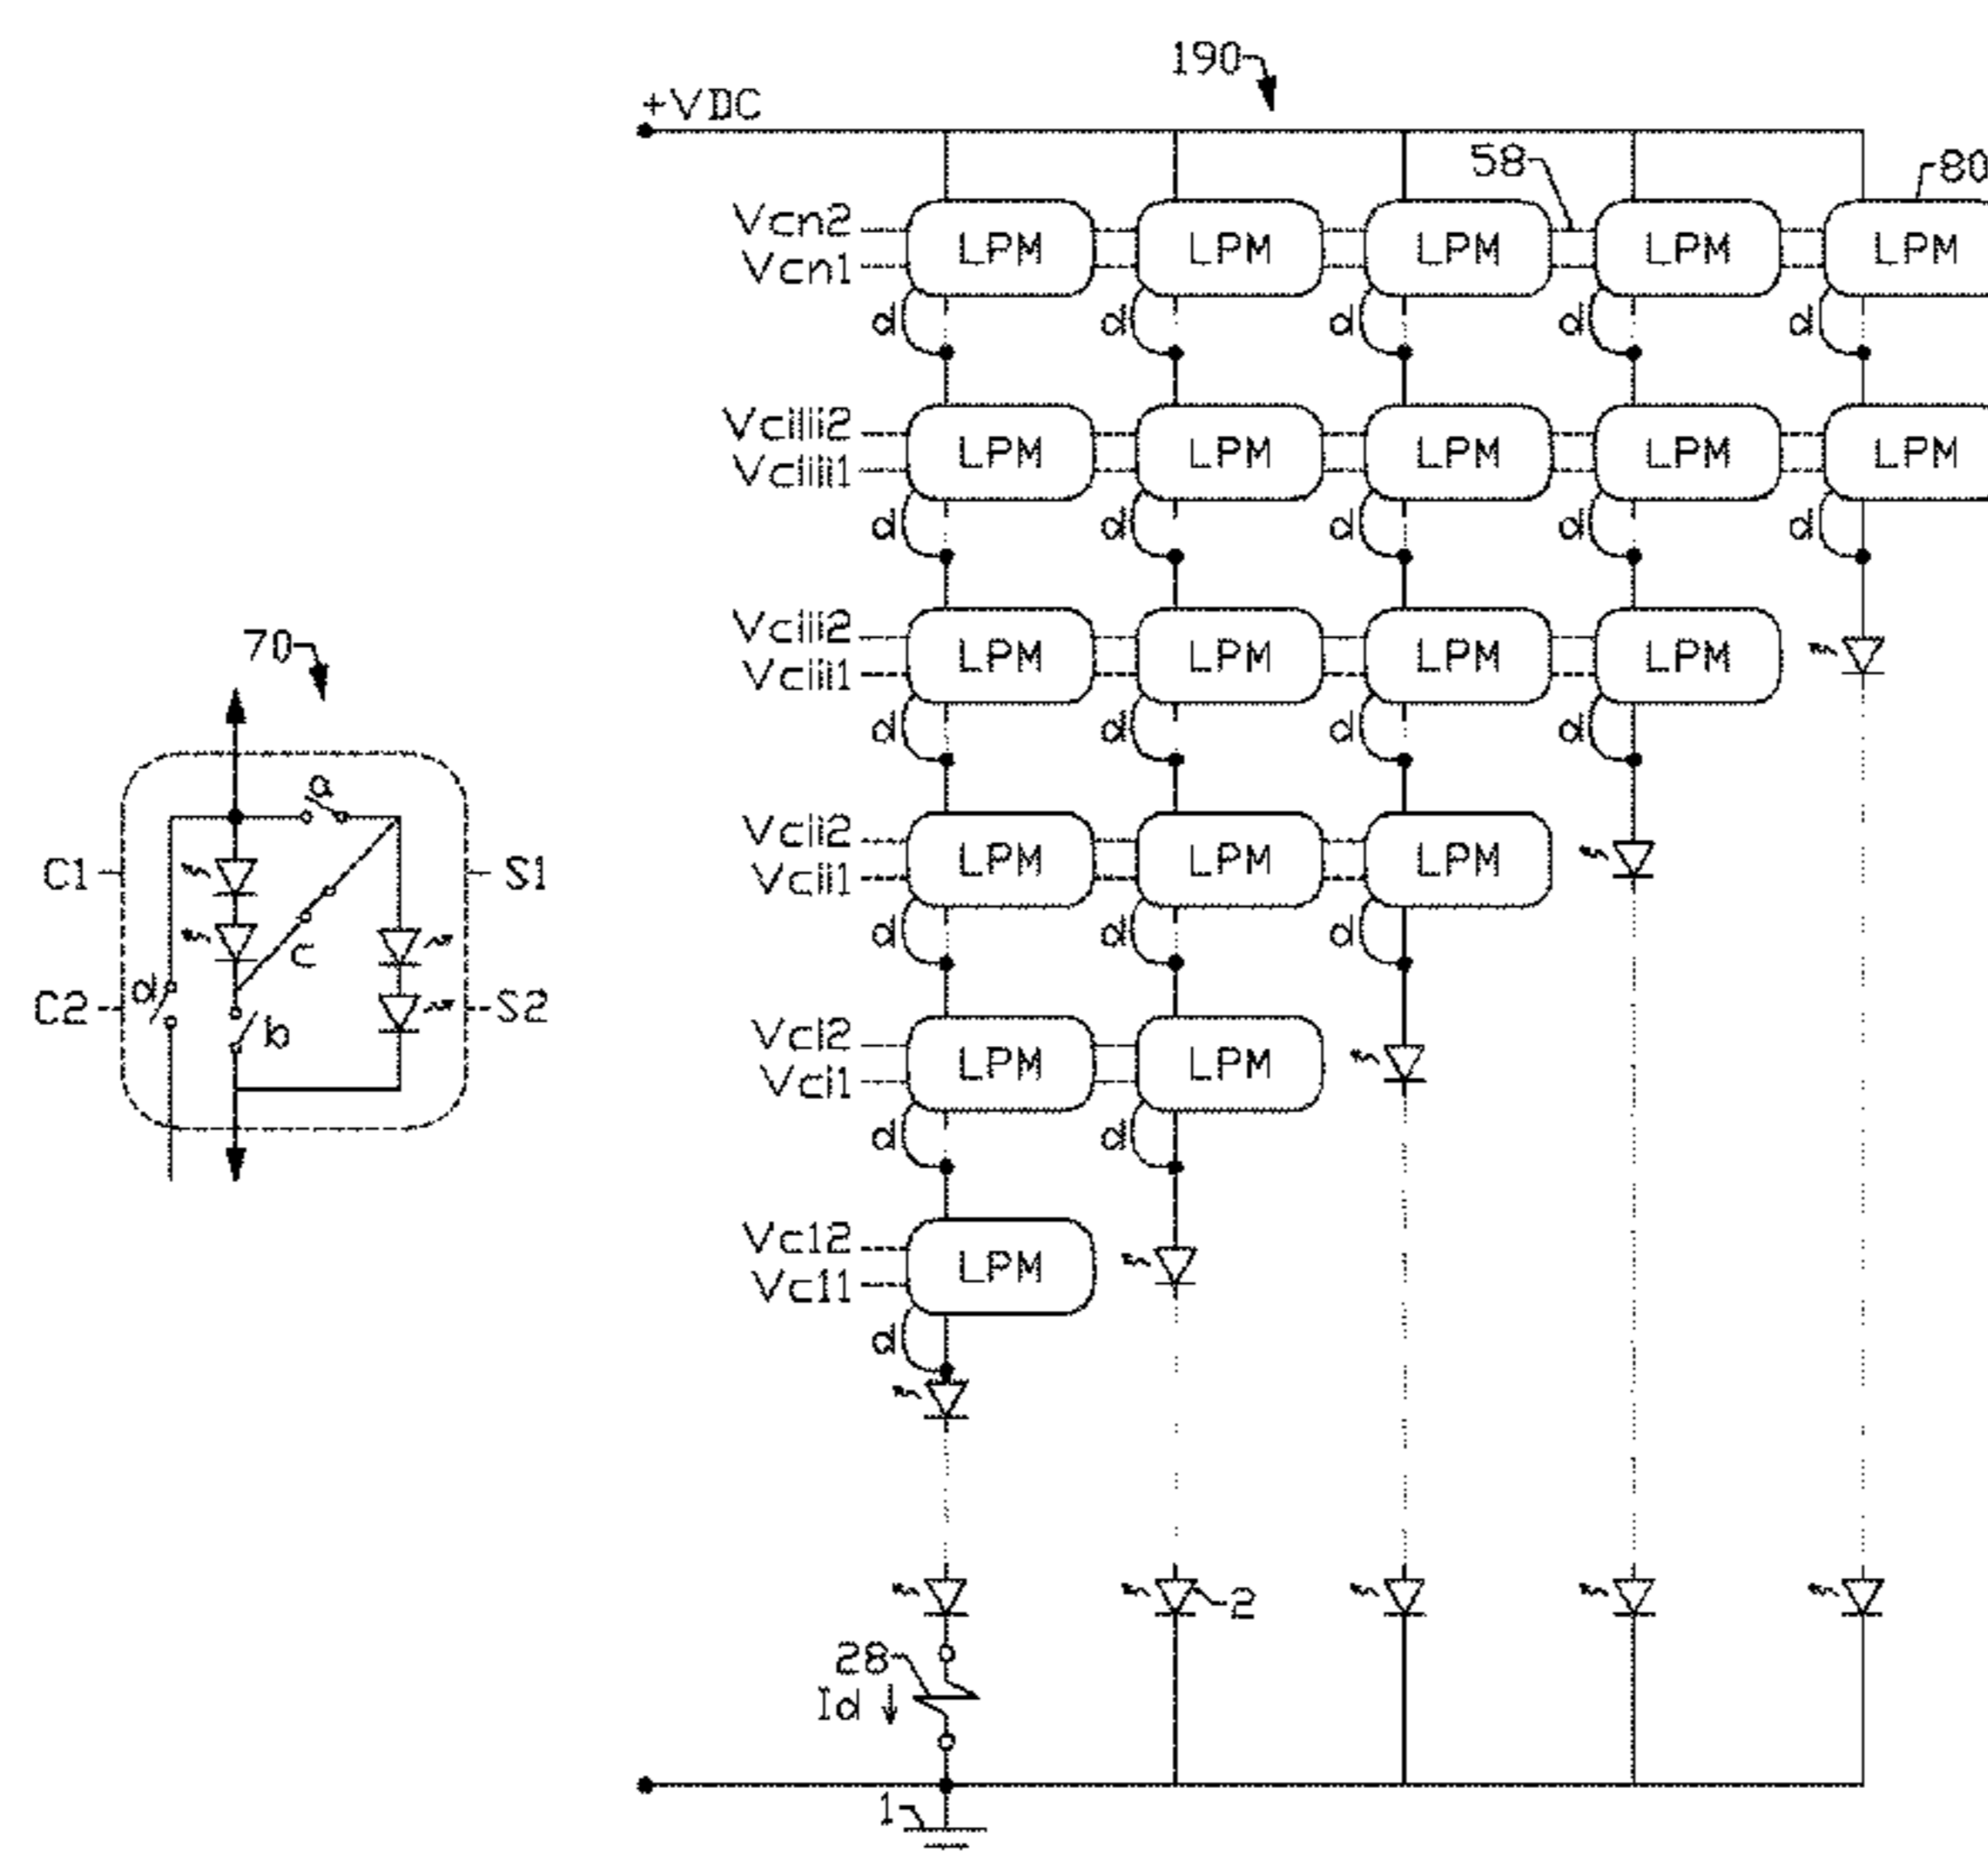 190
+VDC
58
80
Vcn2
LPM LPM LPM LPM LPM
Vcn1
d d d d d
Vciiii2
LPM LPM LPM LPM LPM
Vciiii1
d d d d d
70
Vciii2
LPM LPM LPM LPM
Vciii1
d d d d
a
Vcii2
C1
S1
LPM LPM LPM
Vcii1
c
d d d
d
C2
S2
b
Vci2
LPM LPM
Vci1
d d
Vc12
LPM
Vc11
d
2
28
Id
1